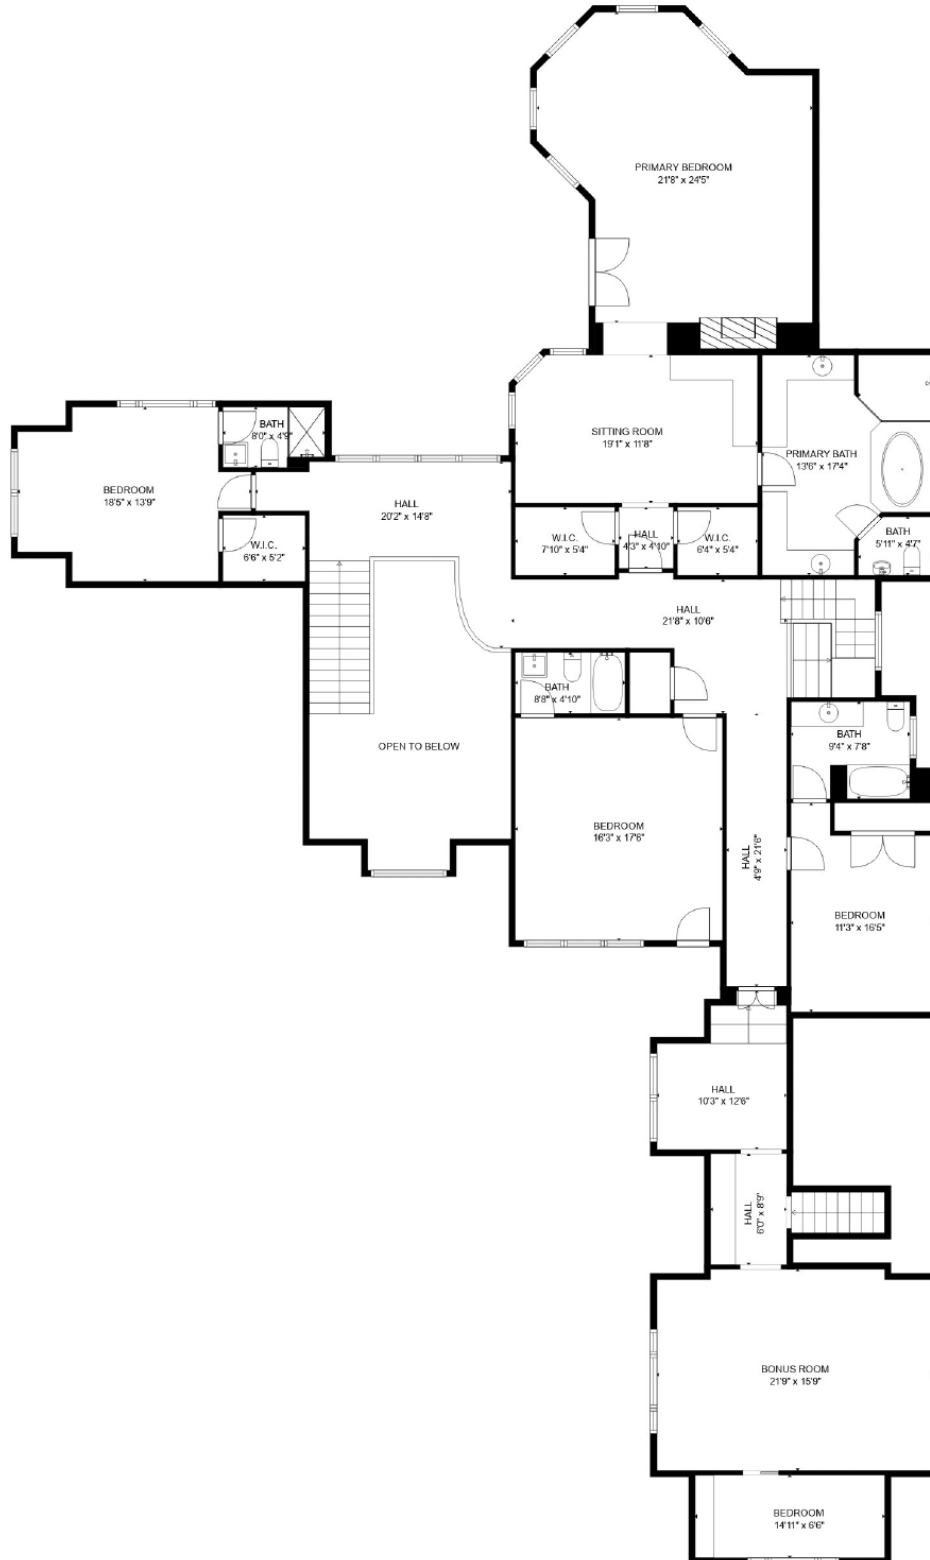 PRIMARY BEDROOM
21'8" x 24'5"
SITTING ROOM
19'1" x 11'8"
PRIMARY BATH
13'6" x 17'4"
BATH
8'0" x 4'9"
BEDROOM
18'5" x 13'9"
HALL
20'2" x 14'8"
W.I.C.
7'10" x 5'4"
HALL
4'3" x 4'10"
W.I.C.
6'4" x 5'4"
BATH
5'11" x 4'7"
W.I.C.
6'6" x 5'2"
HALL
21'8" x 10'6"
BATH
8'8" x 4'10"
OPEN TO BELOW
BATH
9'4" x 7'8"
BEDROOM
16'3" x 17'6"
HALL
4'9" x 21'6"
BEDROOM
11'3" x 16'5"
HALL
10'3" x 12'6"
HALL
6'0" x 8'9"
BONUS ROOM
21'9" x 15'9"
BEDROOM
14'11" x 6'6"